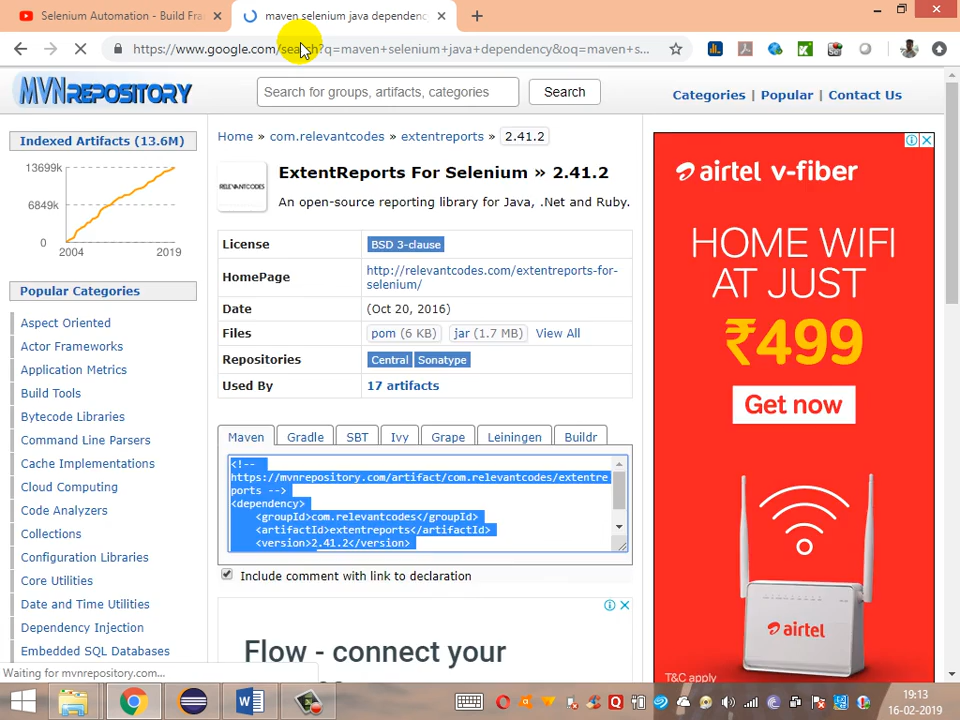 Selenium Automation - Build Fra
maven selenium java dependenc
https://www.google.com/search?q=maven+selenium+java+dependency&oq=maven+s...
MVNREPOSITORY
Search for groups, artifacts, categories
Search
Categories | Popular | Contact Us
Indexed Artifacts (13.6M)
13699k
6849k
0
2004
2019
Popular Categories
Aspect Oriented
Actor Frameworks
Application Metrics
Build Tools
Bytecode Libraries
Command Line Parsers
Cache Implementations
Cloud Computing
Code Analyzers
Collections
Configuration Libraries
Core Utilities
Date and Time Utilities
Dependency Injection
Embedded SQL Databases
Home » com.relevantcodes » extentreports » 2.41.2
RELEVANTCODES
ExtentReports For Selenium » 2.41.2
An open-source reporting library for Java, .Net and Ruby.
License
BSD 3-clause
HomePage
http://relevantcodes.com/extentreports-for-
selenium/
Date
(Oct 20, 2016)
Files
pom (6 KB)
jar (1.7 MB)
View All
Repositories
Central
Sonatype
Used By
17 artifacts
Maven
Gradle
SBT
Ivy
Grape
Leiningen
Buildr
<!--
https://mvnrepository.com/artifact/com.relevantcodes/extentre
ports -->
<dependency>
<groupId>com.relevantcodes</groupId>
<artifactId>extentreports</artifactId>
<version>2.41.2</version>
Include comment with link to declaration
Flow - connect your
airtel v-fiber
HOME WIFI
AT JUST
₹499
Get now
airtel
T&C apply
Waiting for mvnrepository.com...
19:13
16-02-2019